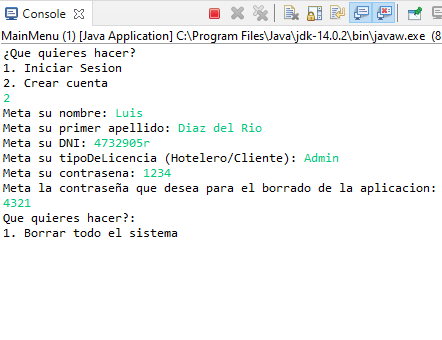 Console
MainMenu (1) [Java Application] C:\Program Files\Java\jdk-14.0.2\bin\javaw.exe (8
¿Que quieres hacer?
1. Iniciar Sesion
2. Crear cuenta
2
Meta su nombre: Luis
Meta su primer apellido: Diaz del Rio
Meta su DNI: 4732905r
Meta su tipoDeLicencia (Hotelero/Cliente): Admin
Meta su contrasena: 1234
Meta la contraseña que desea para el borrado de la aplicacion:
4321
Que quieres hacer?:
1. Borrar todo el sistema